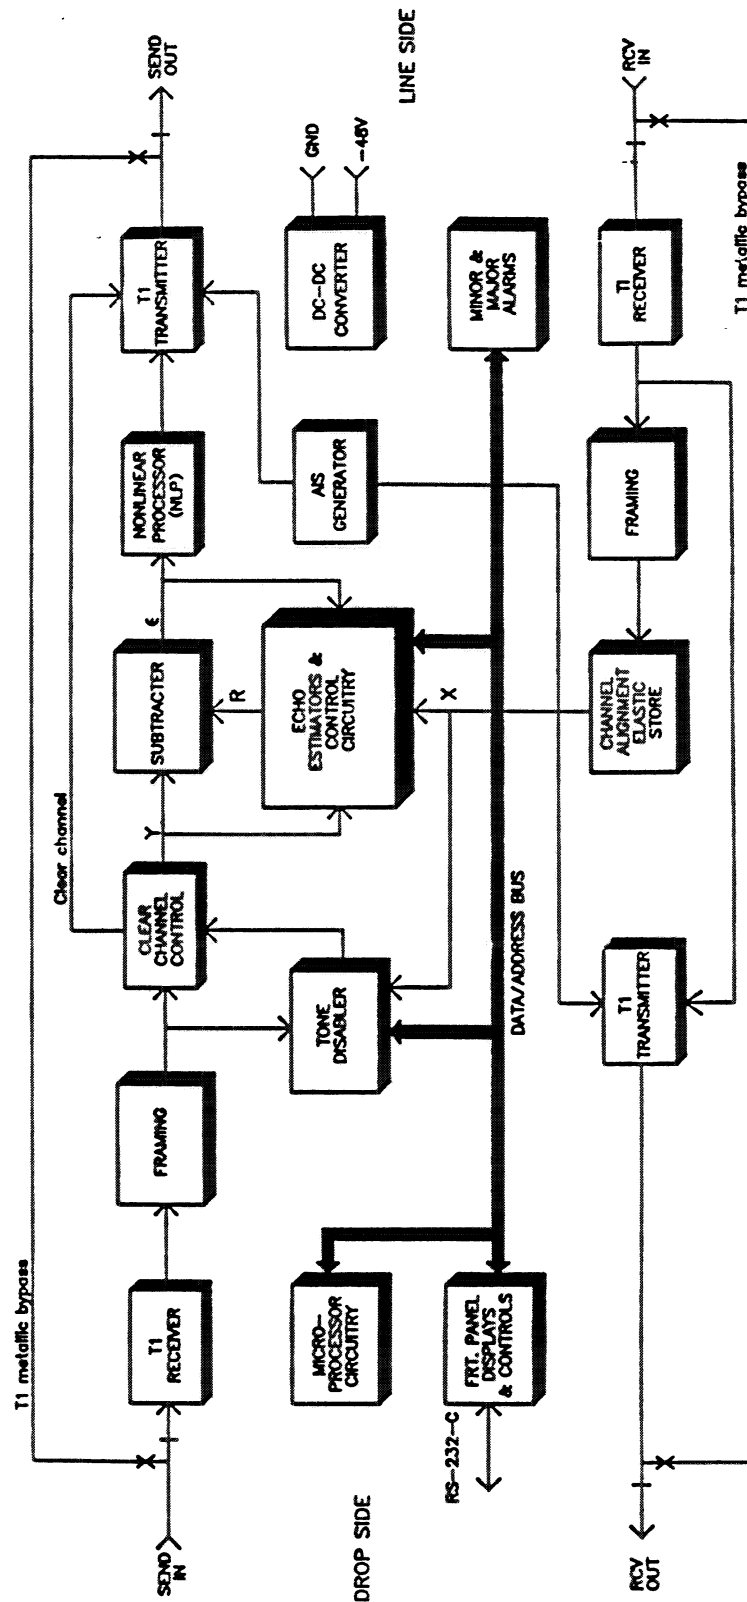 T1 metallic bypass
Clear channel
SEND
IN
T1
RECEIVER
FRAMING
CLEAR
CHANNEL
CONTROL
Y
SUBTRACTER
ϵ
NONLINEAR
PROCESSOR
(NLP)
T1
TRANSMITTER
SEND
OUT
R
TONE
DISABLER
ECHO
ESTIMATORS &
CONTROL
CIRCUITRY
AIS
GENERATOR
DC-DC
CONVERTER
GND
-48V
MICRO-
PROCESSOR
CIRCUITRY
X
DROP SIDE
LINE SIDE
RS-232-C
FRT. PANEL
DISPLAYS
& CONTROLS
DATA/ADDRESS BUS
MINOR &
MAJOR
ALARMS
RCV
OUT
T1
TRANSMITTER
CHANNEL
ALIGNMENT
ELASTIC
STORE
FRAMING
T1
RECEIVER
RCV
IN
T1 metallic bypass